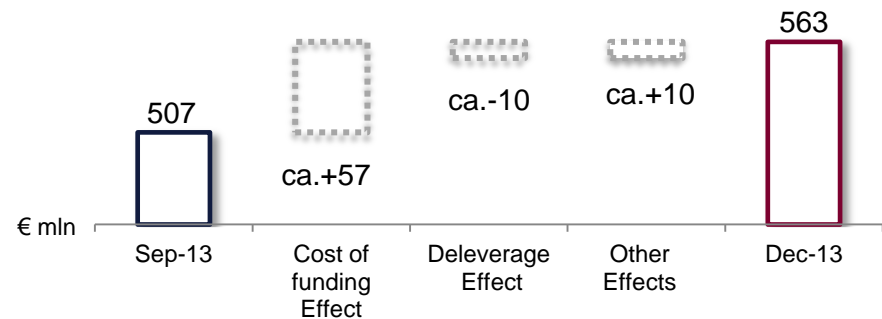 563
507
ca.+57
ca.-10
ca.+10
€ mln
Sep-13
Cost of
funding
Effect
Deleverage
Effect
Other
Effects
Dec-13